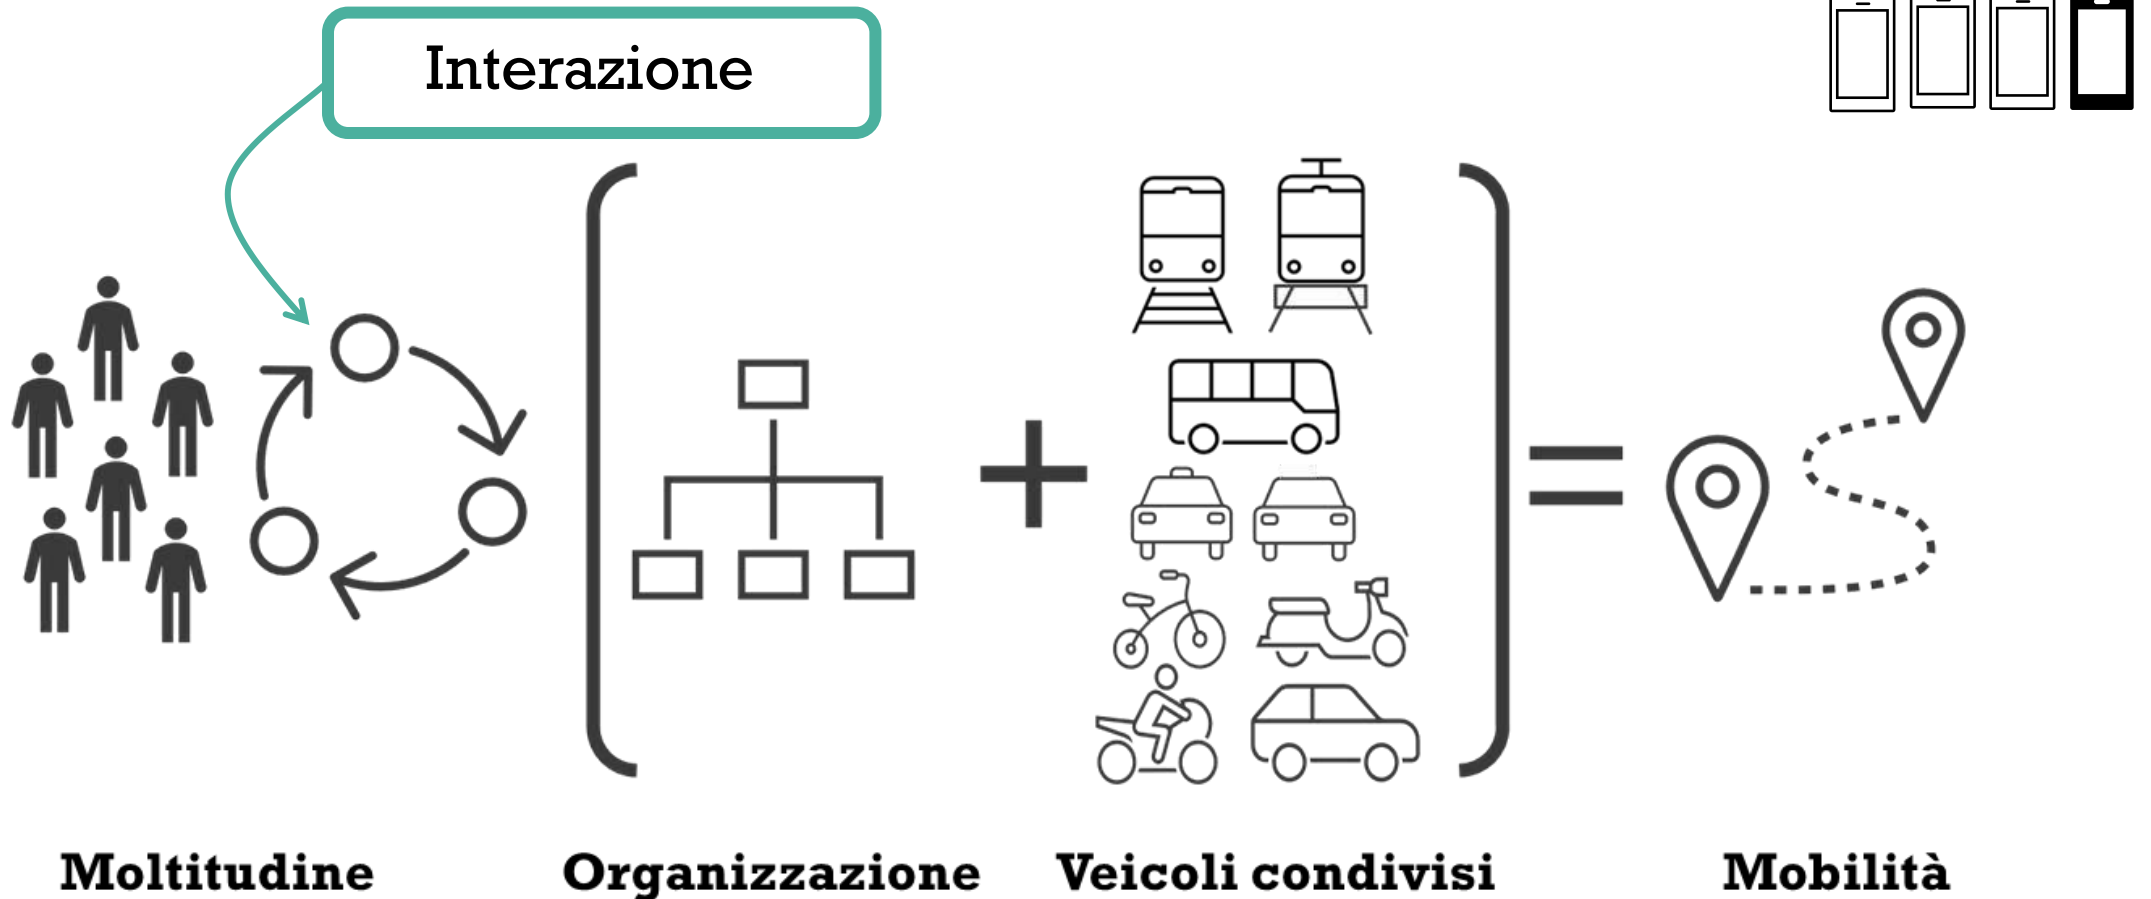 Interazione
Moltitudine
Organizzazione
Veicoli condivisi
Mobilità